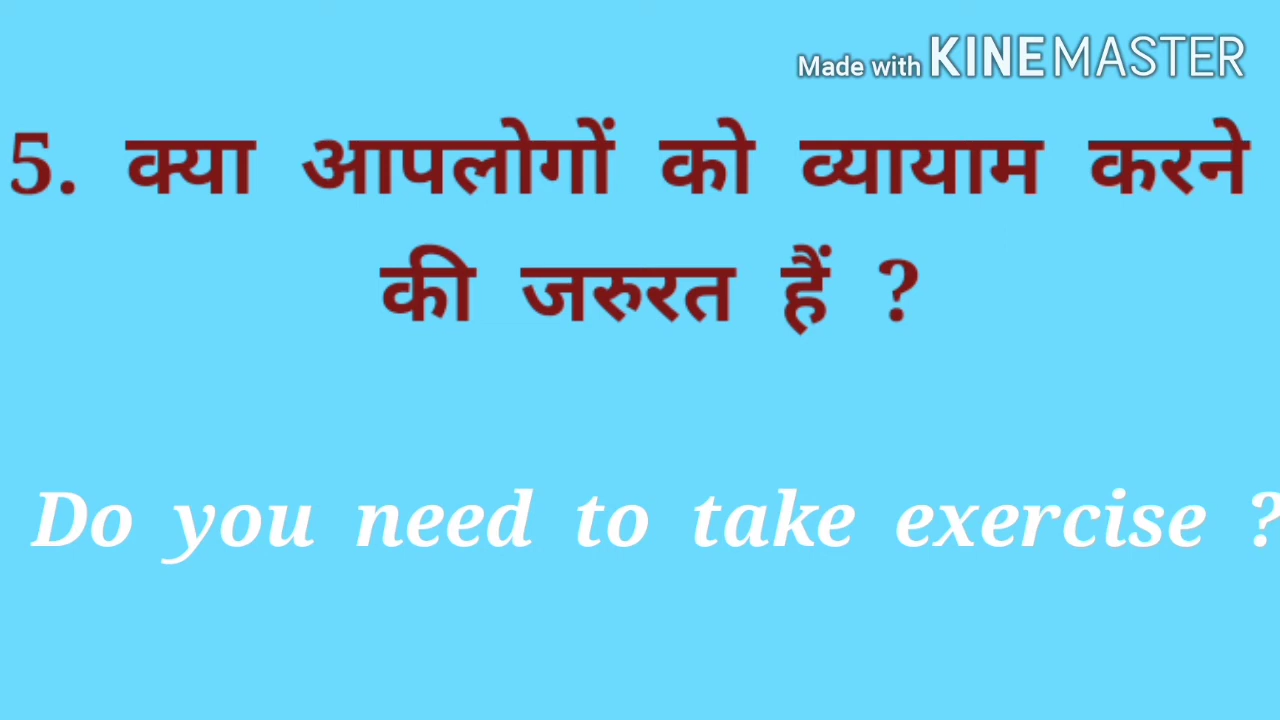 Made with KINEMASTER
5. क्या आपलोगों को व्यायाम करने
की जरुरत हैं ?
Do you need to take exercise ?